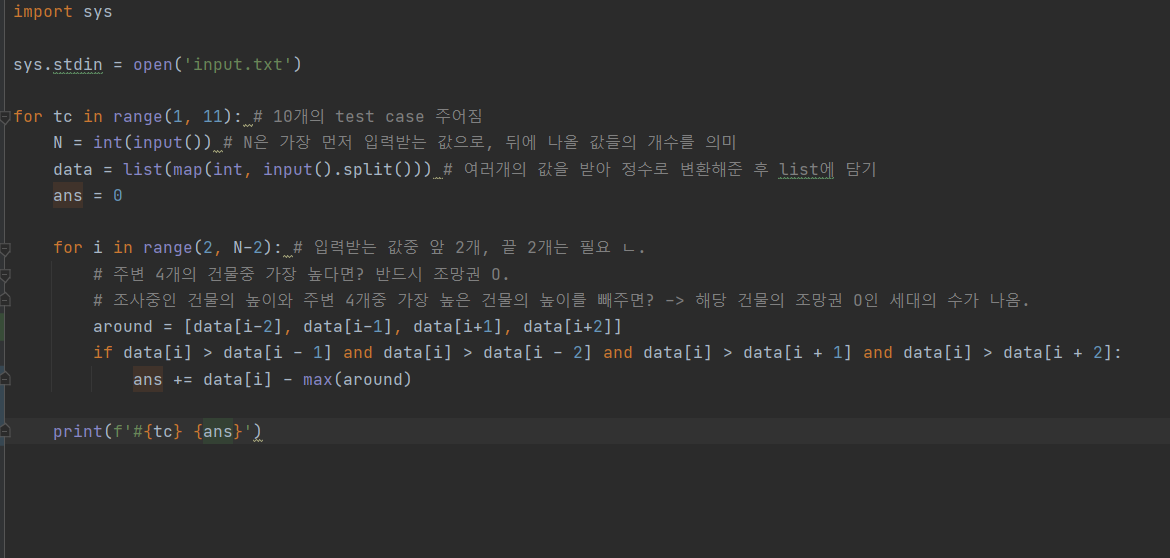 import sys
sys.stdin = open('input.txt')
for tc in range(1, 11): # 10개의 test case 주어짐
    N = int(input()) # N은 가장 먼저 입력받는 값으로, 뒤에 나올 값들의 개수를 의미
    data = list(map(int, input().split())) # 여러개의 값을 받아 정수로 변환해준 후 list에 담기
    ans = 0
    for i in range(2, N-2): # 입력받는 값중 앞 2개, 끝 2개는 필요 ㄴ.
        # 주변 4개의 건물중 가장 높다면? 반드시 조망권 O.
        # 조사중인 건물의 높이와 주변 4개중 가장 높은 건물의 높이를 빼주면? -> 해당 건물의 조망권 O인 세대의 수가 나옴.
        around = [data[i-2], data[i-1], data[i+1], data[i+2]]
        if data[i] > data[i - 1] and data[i] > data[i - 2] and data[i] > data[i + 1] and data[i] > data[i + 2]:
            ans += data[i] - max(around)
    print(f'#{tc} {ans}')